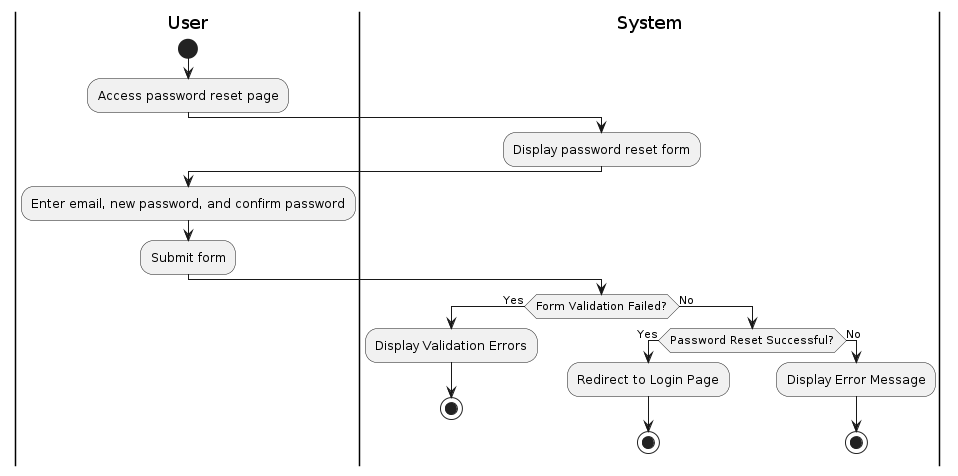 User
System
Access password reset page
Display password reset form
Enter email, new password, and confirm password
Submit form
Yes
Form Validation Failed?
No
Display Validation Errors
Yes
Password Reset Successful?
No
Redirect to Login Page
Display Error Message